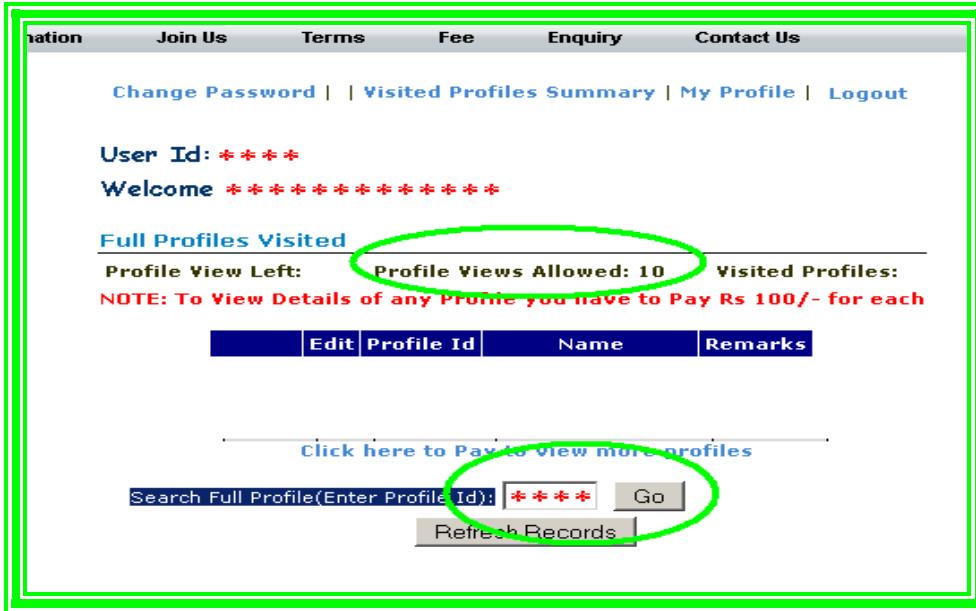 nation Join Us Terms Fee Enquiry Contact Us
Change Password | | Visited Profiles Summary | My Profile | Logout
User Id: ****
Welcome *************
Full Profiles Visited
Profile View Left: Profile Views Allowed: 10 Visited Profiles:
NOTE: To View Details of any Profile you have to Pay Rs 100/- for each
Edit Profile Id Name Remarks
Click here to Pay to view more profiles
Search Full Profile(Enter Profile Id): **** Go
Refresh Records